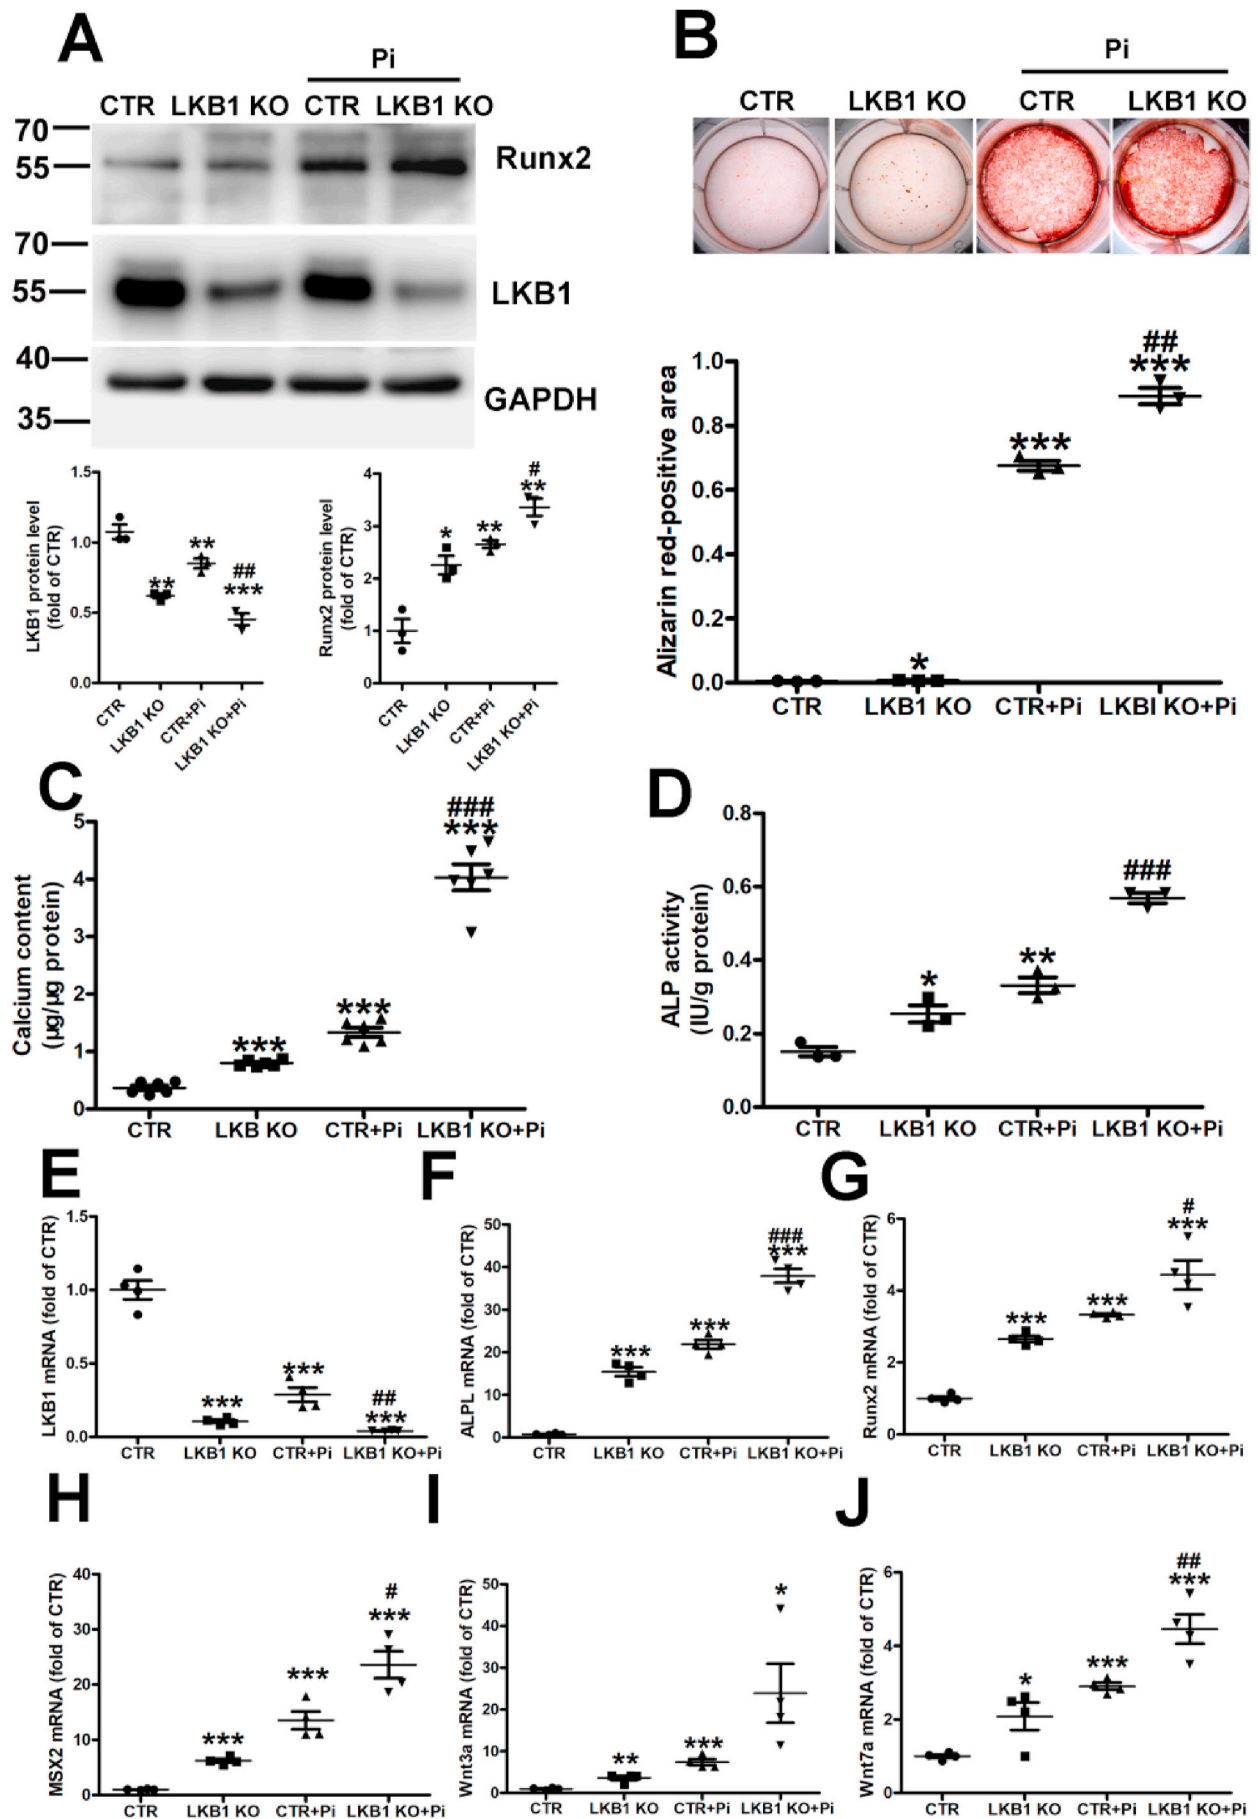 A
Pi
CTR LKB1 KO CTR LKB1 KO
70
55
Runx2
70
55
LKB1
40
35
GAPDH
LKB1 protein level
(fold of CTR)
1.5
1.0
0.5
0.0
**
**
##
***
CTR
LKB1 KO
CTR+Pi
LKB1 KO+Pi
Runx2 protein level
(fold of CTR)
4
3
2
1
0
*
**
#
**
CTR
LKB1 KO
CTR+Pi
LKB1 KO+Pi
B
Pi
CTR LKB1 KO CTR LKB1 KO
Alizarin red-positive area
1.0
0.8
0.6
0.4
0.2
0.0
*
***
##
***
CTR LKB1 KO CTR+Pi LKBI KO+Pi
C
Calcium content
(μg/μg protein)
5
4
3
2
1
0
***
***
###
***
CTR LKB KO CTR+Pi LKB1 KO+Pi
D
ALP activity
(IU/g protein)
0.8
0.6
0.4
0.2
0.0
*
**
###
CTR LKB1 KO CTR+Pi LKB1 KO+Pi
E
LKB1 mRNA (fold of CTR)
1.5
1.0
0.5
0.0
***
***
##
***
CTR LKB1 KO CTR+Pi LKB1 KO+Pi
F
ALPL mRNA (fold of CTR)
50
40
30
20
10
0
***
***
###
***
CTR LKB1 KO CTR+Pi LKB1 KO+Pi
G
Runx2 mRNA (fold of CTR)
6
4
2
0
***
***
#
***
CTR LKB1 KO CTR+Pi LKB1 KO+Pi
H
MSX2 mRNA (fold of CTR)
40
30
20
10
0
***
***
#
***
CTR LKB1 KO CTR+Pi LKB1 KO+Pi
I
Wnt3a mRNA (fold of CTR)
50
40
30
20
10
0
**
***
*
CTR LKB1 KO CTR+Pi LKB1 KO+Pi
J
Wnt7a mRNA (fold of CTR)
6
4
2
0
*
***
##
***
CTR LKB1 KO CTR+Pi LKB1 KO+Pi